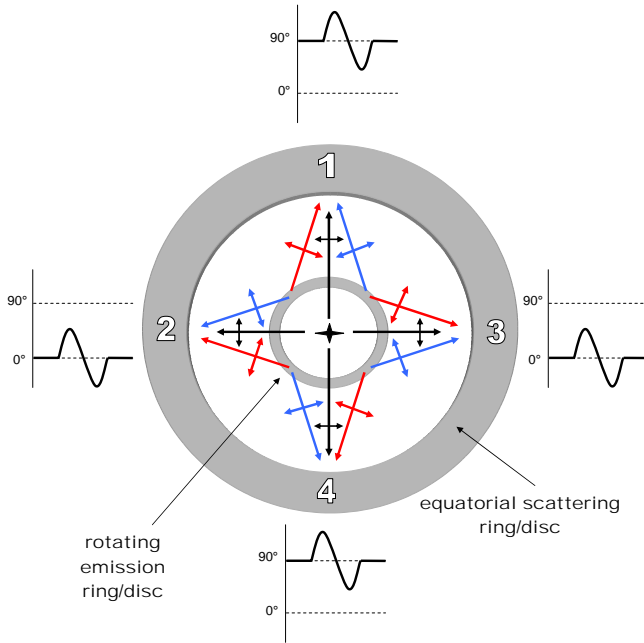 90°
0°
1
90°
0°
2
3
90°
0°
4
equatorial scattering
ring/disc
rotating
emission
ring/disc
90°
0°